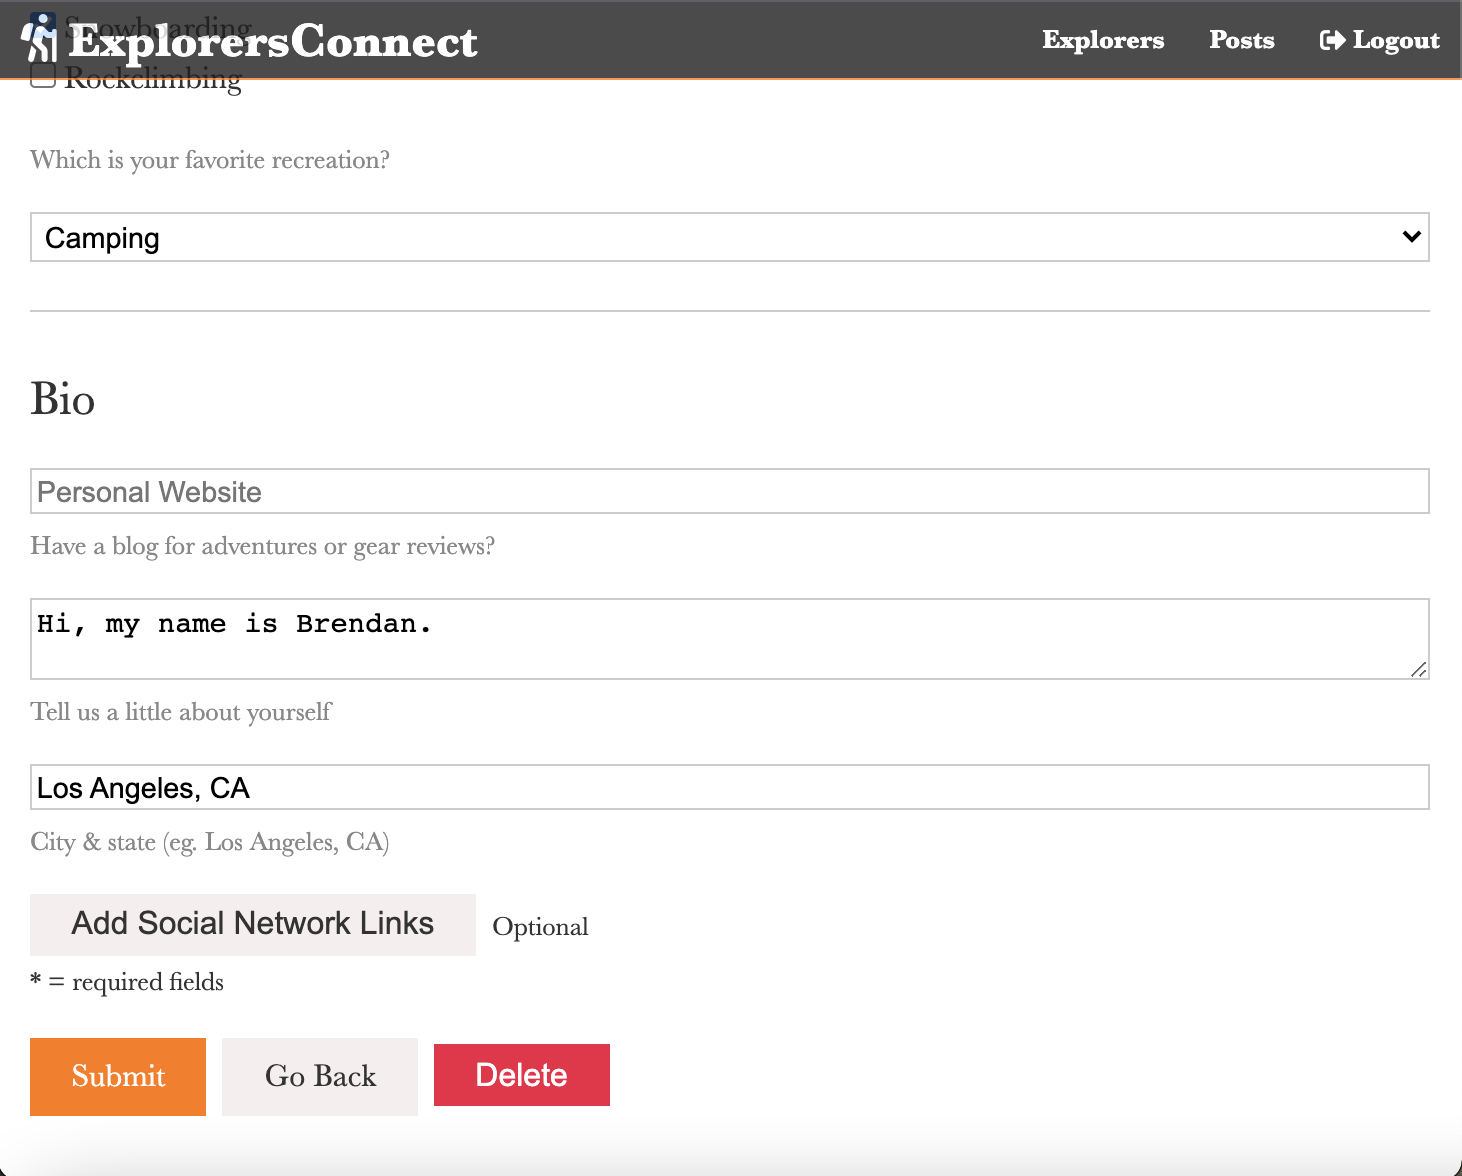 Snowboarding
ExplorersConnect
Explorers
Posts
Logout
Rockclimbing
Which is your favorite recreation?
Camping
Bio
Personal Website
Have a blog for adventures or gear reviews?
Hi, my name is Brendan.
Tell us a little about yourself
Los Angeles, CA
City & state (eg. Los Angeles, CA)
Add Social Network Links
Optional
* = required fields
Submit
Go Back
Delete